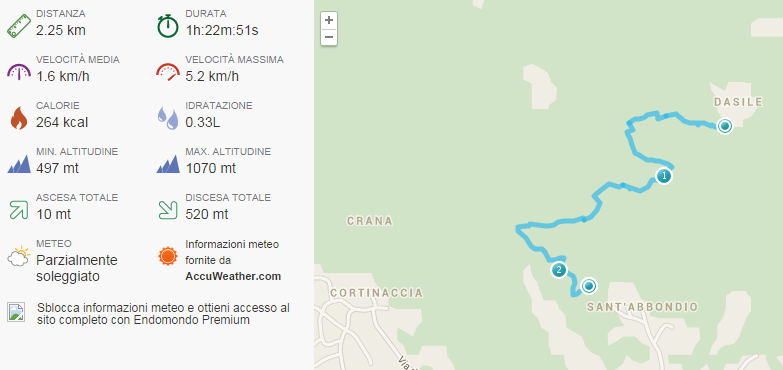 DISTANZA
2.25 km
DURATA
1h:22m:51s
VELOCITÀ MEDIA
1.6 km/h
VELOCITÀ MASSIMA
5.2 km/h
CALORIE
264 kcal
IDRATAZIONE
0.33L
MIN. ALTITUDINE
497 mt
MAX. ALTITUDINE
1070 mt
ASCESA TOTALE
10 mt
DISCESA TOTALE
520 mt
METEO
Parzialmente
soleggiato
Informazioni meteo
fornite da
AccuWeather.com
Sblocca informazioni meteo e ottieni accesso al
sito completo con Endomondo Premium
+
−
DASILE
1
CRANA
2
CORTINACCIA
SANT'ABBONDIO